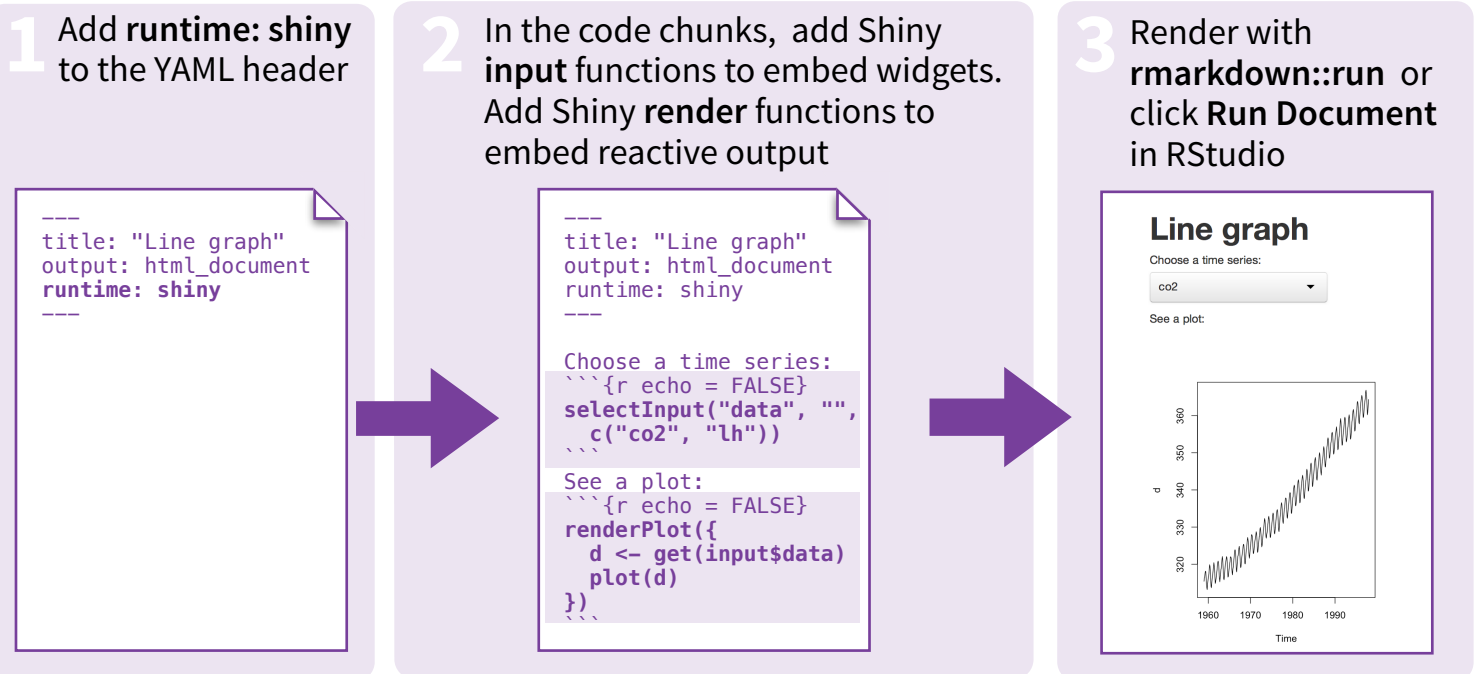 1
Add runtime: shiny
to the YAML header
---
title: "Line graph"
output: html_document
runtime: shiny
---
2
In the code chunks, add Shiny
input functions to embed widgets.
Add Shiny render functions to
embed reactive output
---
title: "Line graph"
output: html_document
runtime: shiny
---
Choose a time series:
```{r echo = FALSE}
selectInput("data", "",
  c("co2", "lh"))
```
See a plot:
```{r echo = FALSE}
renderPlot({
  d <- get(input$data)
  plot(d)
})
```
3
Render with
rmarkdown::run or
click Run Document
in RStudio
Line graph
Choose a time series:
co2
See a plot:
360
350
340
330
320
d
1960 1970 1980 1990
Time